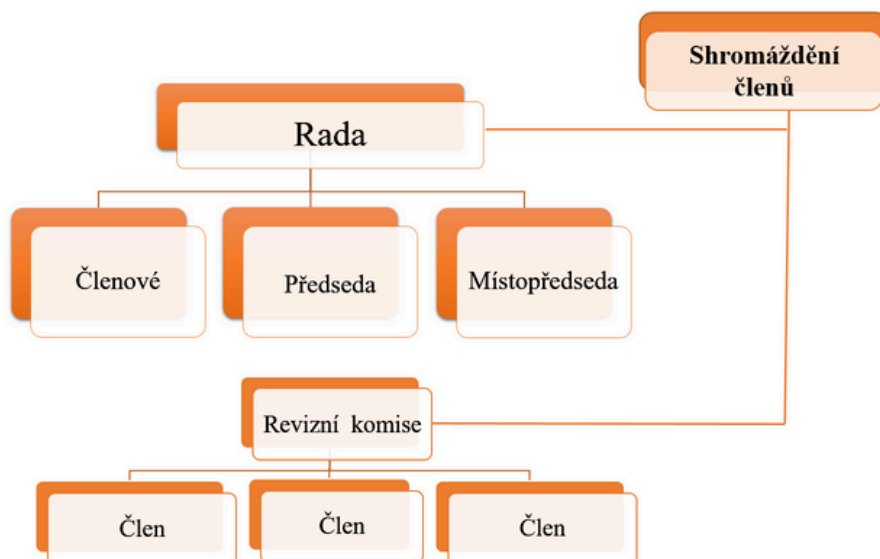 Shromáždění
členů
Rada
Členové
Předseda
Místopředseda
Revizní komise
Člen
Člen
Člen